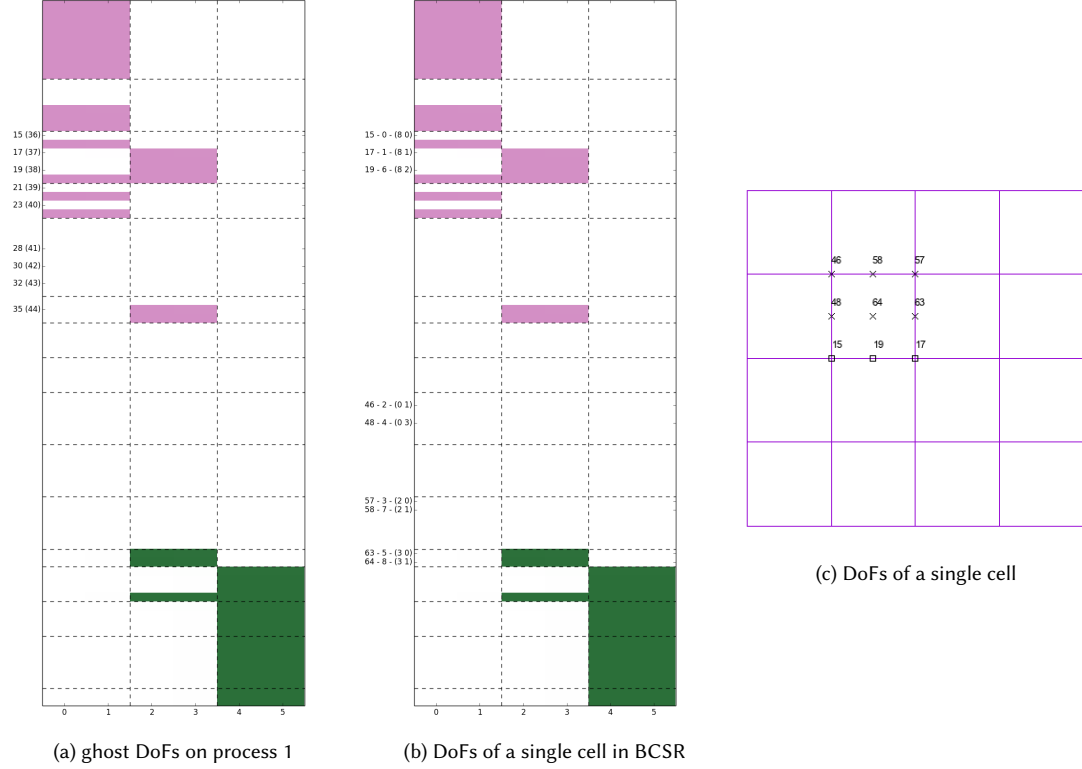 15 (36)
17 (37)
19 (38)
21 (39)
23 (40)
28 (41)
30 (42)
32 (43)
35 (44)
0 1 2 3 4 5
(a) ghost DoFs on process 1
15 - 0 - (8 0)
17 - 1 - (8 1)
19 - 6 - (8 2)
46 - 2 - (0 1)
48 - 4 - (0 3)
57 - 3 - (2 0)
58 - 7 - (2 1)
63 - 5 - (3 0)
64 - 8 - (3 1)
0 1 2 3 4 5
(b) DoFs of a single cell in BCSR
46 58 57
48 64 63
15 19 17
(c) DoFs of a single cell